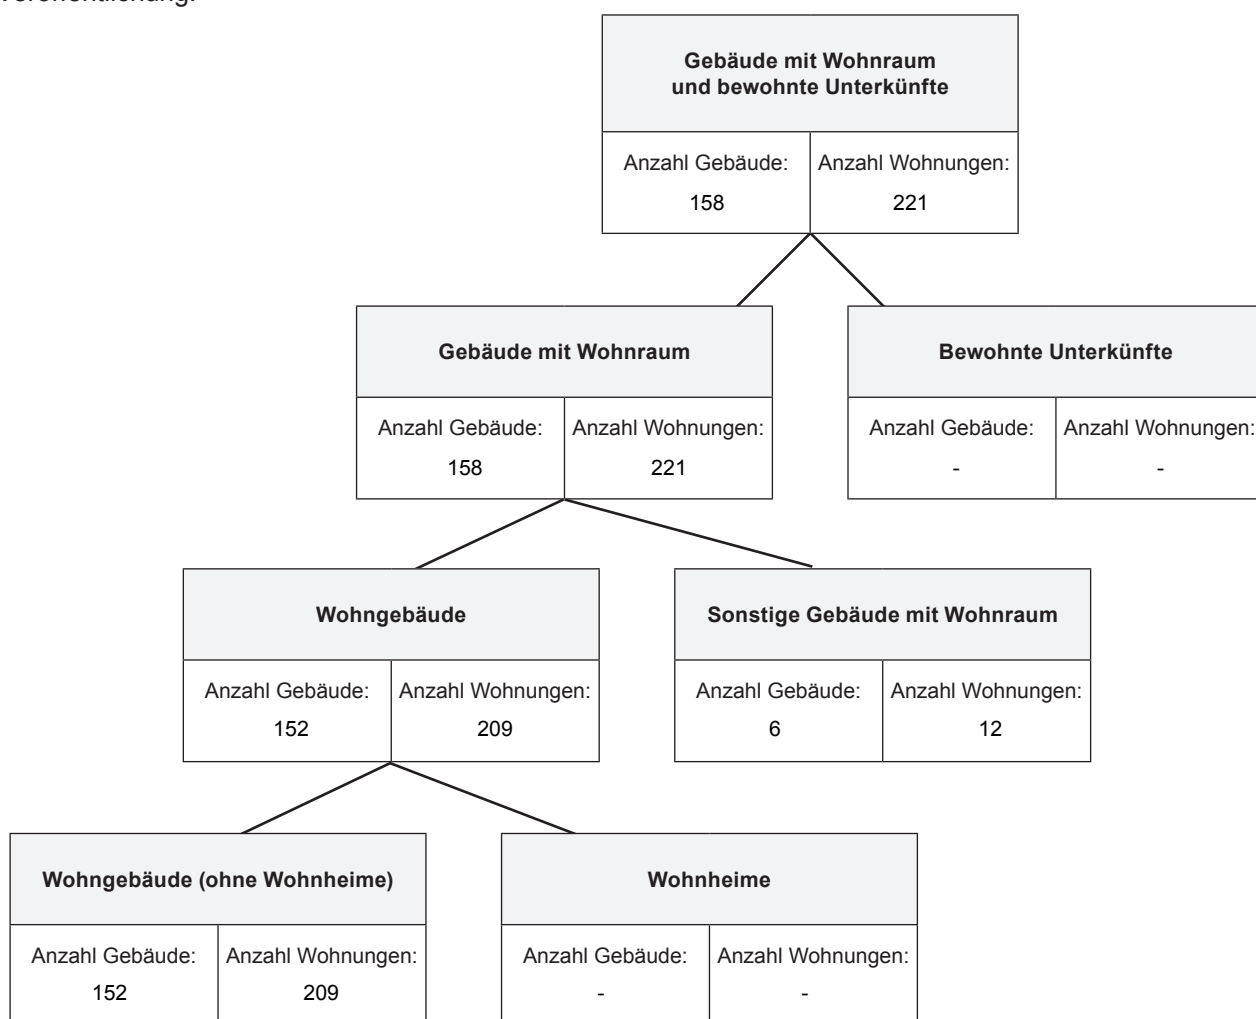 Veröffentlichung.
Gebäude mit Wohnraum
und bewohnte Unterkünfte
Anzahl Gebäude: Anzahl Wohnungen:
158 221
Gebäude mit Wohnraum Bewohnte Unterkünfte
Anzahl Gebäude: Anzahl Wohnungen: Anzahl Gebäude: Anzahl Wohnungen:
158 221 - -
Wohngebäude Sonstige Gebäude mit Wohnraum
Anzahl Gebäude: Anzahl Wohnungen: Anzahl Gebäude: Anzahl Wohnungen:
152 209 6 12
Wohngebäude (ohne Wohnheime) Wohnheime
Anzahl Gebäude: Anzahl Wohnungen: Anzahl Gebäude: Anzahl Wohnungen:
152 209 - -